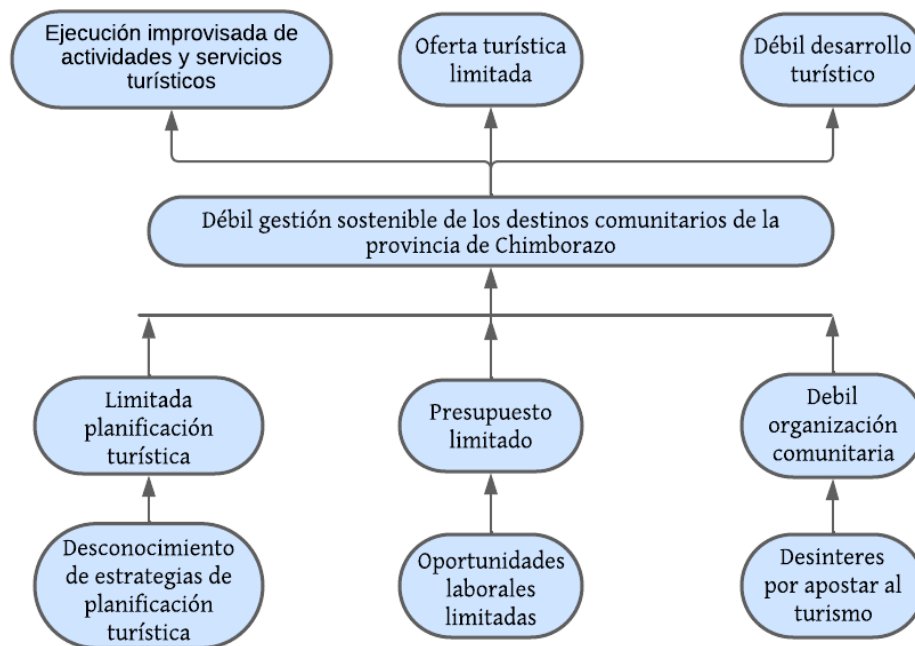 Ejecución improvisada de
actividades y servicios
turísticos
Oferta turística
limitada
Débil desarrollo
turístico
Débil gestión sostenible de los destinos comunitarios de la
provincia de Chimborazo
Limitada
planificación
turística
Presupuesto
limitado
Debil
organización
comunitaria
Desconocimiento
de estrategias de
planificación
turística
Oportunidades
laborales
limitadas
Desinteres
por apostar al
turismo